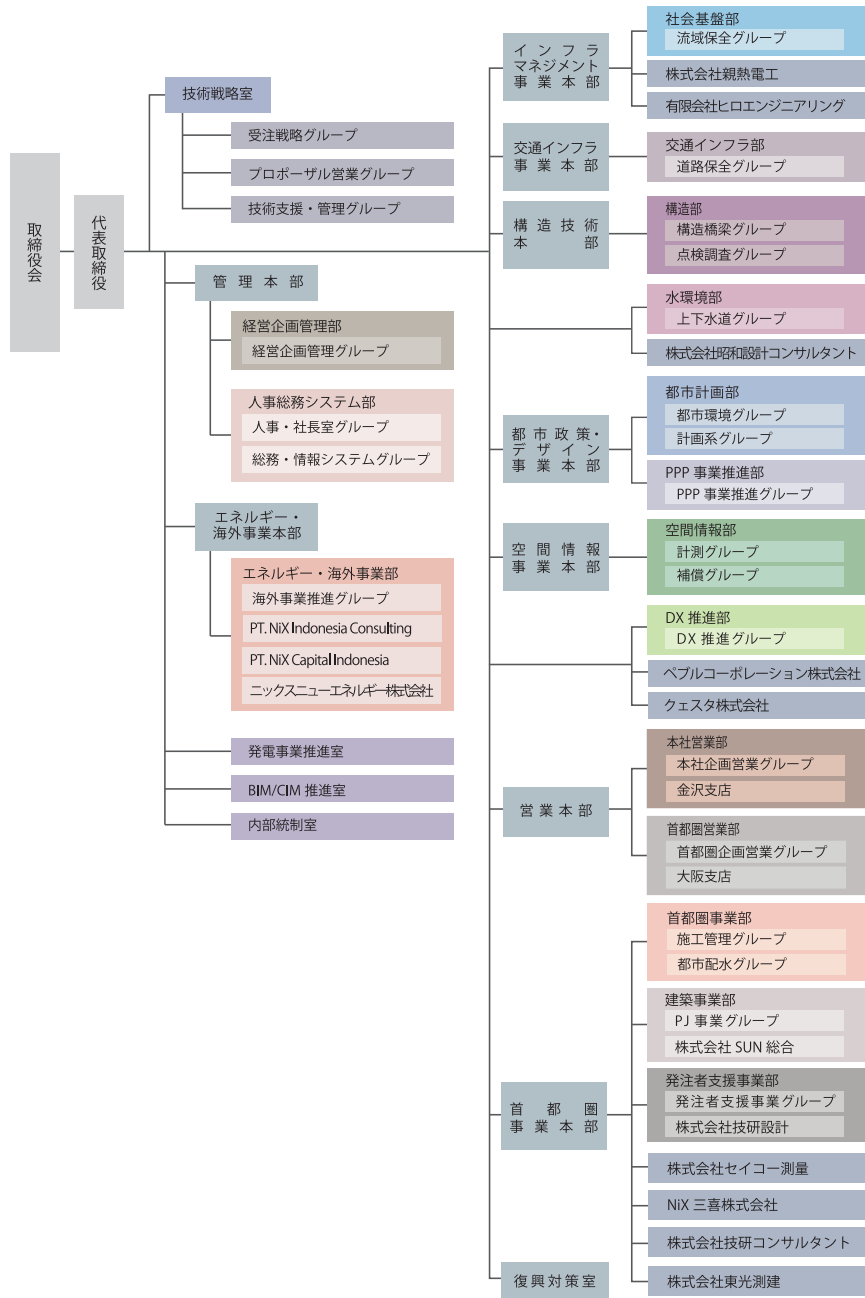 取締役会
代表取締役
技術戦略室
受注戦略グループ
プロポーザル営業グループ
技術支援・管理グループ
管理本部
経営企画管理部
経営企画管理グループ
人事総務システム部
人事・社長室グループ
総務・情報システムグループ
エネルギー・
海外事業本部
エネルギー・海外事業部
海外事業推進グループ
PT. NiX Indonesia Consulting
PT. NiX Capital Indonesia
ニックスニューエネルギー株式会社
発電事業推進室
BIM/CIM 推進室
内部統制室
インフラ
マネジメント
事業本部
社会基盤部
流域保全グループ
株式会社親熱電工
有限会社ヒロエンジニアリング
交通インフラ
事業本部
交通インフラ部
道路保全グループ
構造技術
本部
構造部
構造橋梁グループ
点検調査グループ
水環境部
上下水道グループ
株式会社昭和設計コンサルタント
都市政策・
デザイン
事業本部
都市計画部
都市環境グループ
計画系グループ
PPP 事業推進部
PPP 事業推進グループ
空間情報
事業本部
空間情報部
計測グループ
補償グループ
DX 推進部
DX 推進グループ
ペブルコーポレーション株式会社
クェスタ株式会社
営業本部
本社営業部
本社企画営業グループ
金沢支店
首都圏営業部
首都圏企画営業グループ
大阪支店
首都圏
事業本部
首都圏事業部
施工管理グループ
都市配水グループ
建築事業部
PJ 事業グループ
株式会社 SUN 総合
発注者支援事業部
発注者支援事業グループ
株式会社技研設計
株式会社セイコー測量
NiX 三喜株式会社
株式会社技研コンサルタント
株式会社東光測建
復興対策室